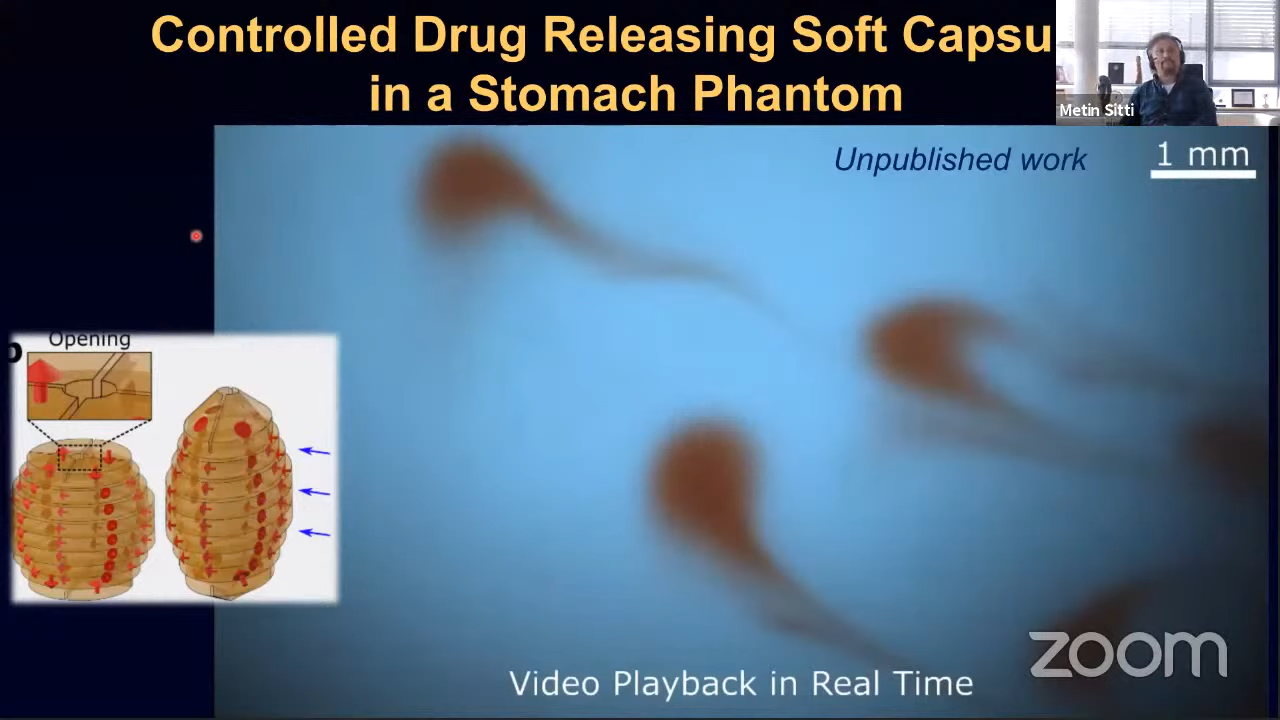 Controlled Drug Releasing Soft Capsu
in a Stomach Phantom
Metin Sitti
Unpublished work
1 mm
Opening
Video Playback in Real Time
zoom